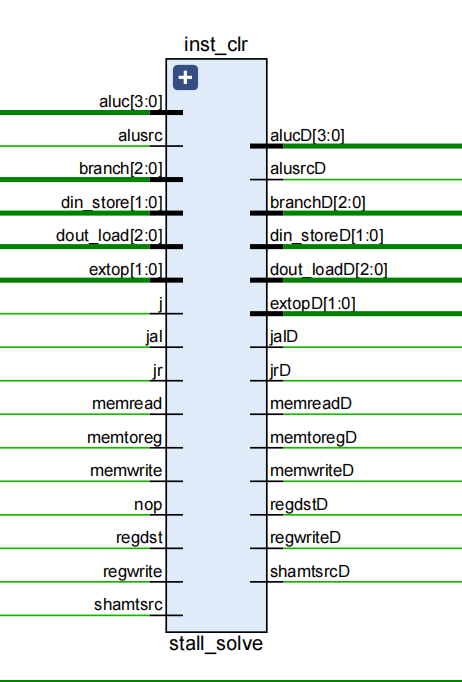 inst_clr
aluc[3:0]
alusrc
branch[2:0]
din_store[1:0]
dout_load[2:0]
extop[1:0]
j
jal
jr
memread
memtoreg
memwrite
nop
regdst
regwrite
shamtsrc
alucD[3:0]
alusrcD
branchD[2:0]
din_storeD[1:0]
dout_loadD[2:0]
extopD[1:0]
jalD
jrD
memreadD
memtoregD
memwriteD
regdstD
regwriteD
shamtsrcD
stall_solve